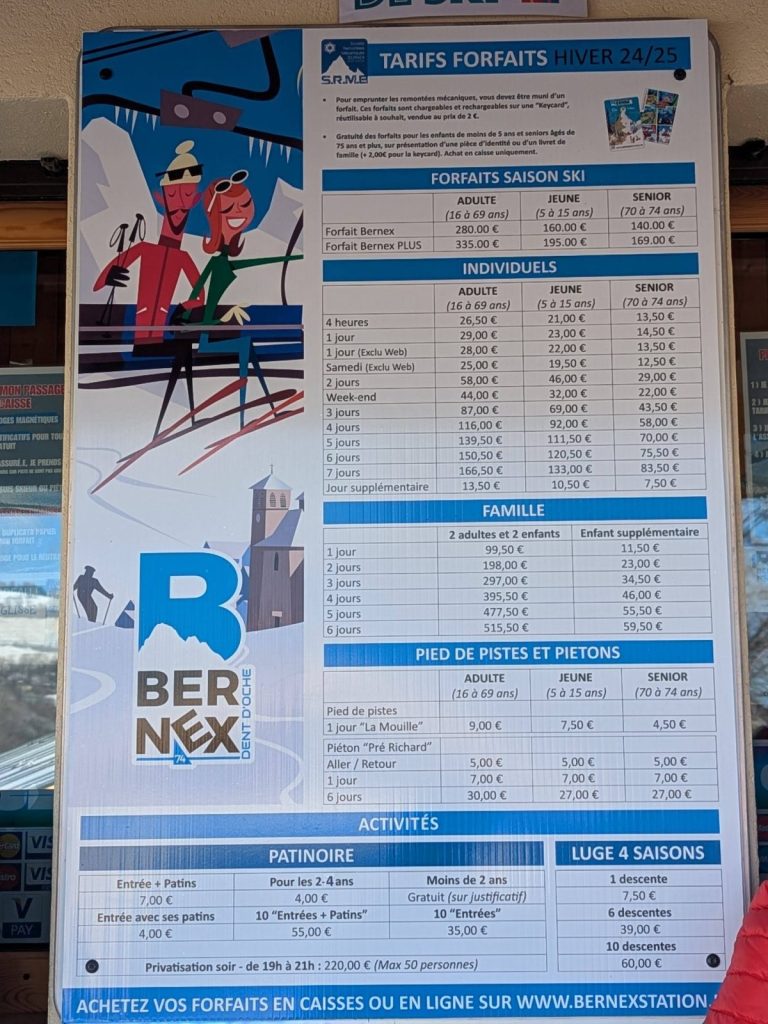 S.R.M.B
TARIFS FORFAITS HIVER 24/25
• Pour emprunter les remontées mécaniques, vous devez être muni d'un
forfait. Ces forfaits sont chargeables et rechargeables sur une "Keycard",
réutilisable à souhait, vendue au prix de 2 €.
• Gratuité des forfaits pour les enfants de moins de 5 ans et seniors âgés de
75 ans et plus, sur présentation d'une pièce d'identité ou d'un livret de
famille (+ 2,00€ pour la keycard). Achat en caisse uniquement.
FORFAITS SAISON SKI
ADULTE JEUNE SENIOR
(16 à 69 ans) (5 à 15 ans) (70 à 74 ans)
Forfait Bernex 280.00 € 160.00 € 140.00 €
Forfait Bernex PLUS 335.00 € 195.00 € 169.00 €
INDIVIDUELS
ADULTE JEUNE SENIOR
(16 à 69 ans) (5 à 15 ans) (70 à 74 ans)
4 heures 26,50 € 21,00 € 13,50 €
1 jour 29,00 € 23,00 € 14,50 €
1 jour (Exclu Web) 28,00 € 22,00 € 13,50 €
Samedi (Exclu Web) 25,00 € 19,50 € 12,50 €
2 jours 58,00 € 46,00 € 29,00 €
Week-end 44,00 € 32,00 € 22,00 €
3 jours 87,00 € 69,00 € 43,50 €
4 jours 116,00 € 92,00 € 58,00 €
5 jours 139,50 € 111,50 € 70,00 €
6 jours 150,50 € 120,50 € 75,50 €
7 jours 166,50 € 133,00 € 83,50 €
Jour supplémentaire 13,50 € 10,50 € 7,50 €
FAMILLE
2 adultes et 2 enfants Enfant supplémentaire
1 jour 99,50 € 11,50 €
2 jours 198,00 € 23,00 €
3 jours 297,00 € 34,50 €
4 jours 395,50 € 46,00 €
5 jours 477,50 € 55,50 €
6 jours 515,50 € 59,50 €
PIED DE PISTES ET PIETONS
ADULTE JEUNE SENIOR
(16 à 69 ans) (5 à 15 ans) (70 à 74 ans)
Pied de pistes
1 jour "La Mouille" 9,00 € 7,50 € 4,50 €
Piéton "Pré Richard"
Aller / Retour 5,00 € 5,00 € 5,00 €
1 jour 7,00 € 7,00 € 7,00 €
6 jours 30,00 € 27,00 € 27,00 €
B
BER
NEX
DENT D'OCHE
74
ACTIVITÉS
PATINOIRE
Entrée + Patins Pour les 2-4 ans Moins de 2 ans
7,00 € 4,00 € Gratuit (sur justificatif)
Entrée avec ses patins 10 "Entrées + Patins" 10 "Entrées"
4,00 € 55,00 € 35,00 €
Privatisation soir - de 19h à 21h : 220,00 € (Max 50 personnes)
LUGE 4 SAISONS
1 descente
7,50 €
6 descentes
39,00 €
10 descentes
60,00 €
ACHETEZ VOS FORFAITS EN CAISSES OU EN LIGNE SUR WWW.BERNEXSTATION.
MON PASSAGE
CAISSE
VIS
VIS
V
PAY